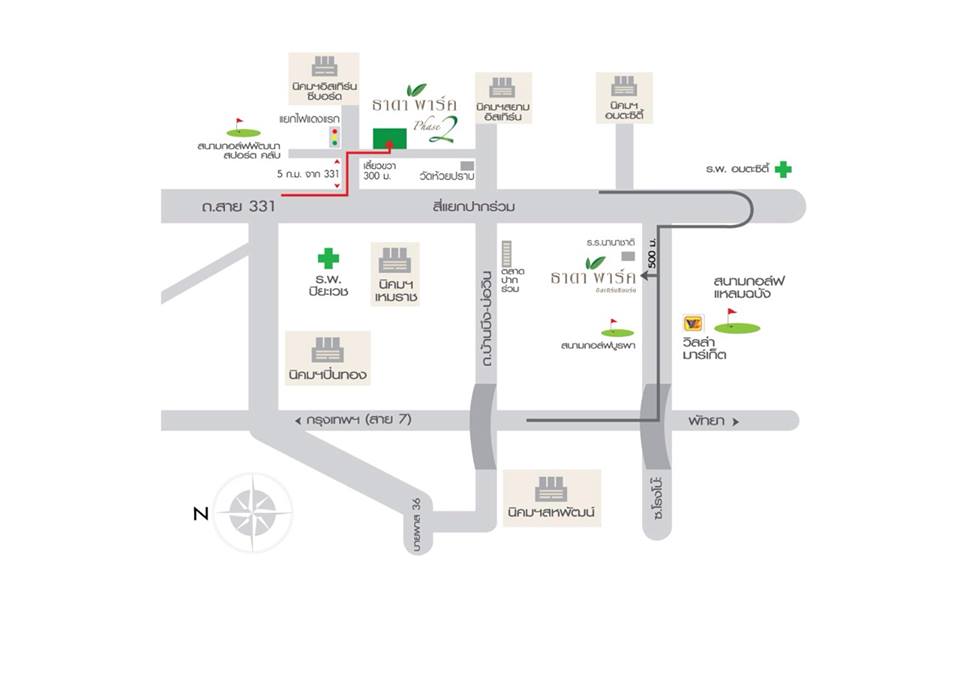 นิคมฯอิสเทิร์น
ซีบอร์ด
ธาดา พาร์ค
Phase 2
นิคมฯสยาม
อิสเทิร์น
นิคมฯ
อมตะซิตี้
แยกไฟแดงแรก
สนามกอล์ฟพัฒนา
สปอร์ต คลับ
5 ก.ม. จาก 331
เลี้ยวขวา
300 ม.
วัดห้วยปราบ
ร.พ. อมตะซิตี้
ถ.สาย 331
สี่แยกปากร่วม
ร.พ.
ปิยะเวช
นิคมฯ
เหมราช
ตลาด
ปาก
ร่วม
ร.ร.นานาชาติ
500 ม.
ธาดา พาร์ค
อิสเทิร์นซีบอร์ด
สนามกอล์ฟ
แหลมฉบัง
วิลล่า
มาร์เก็ต
สนามกอล์ฟบูรพา
นิคมฯปิ่นทอง
กรุงเทพฯ (สาย 7)
พัทยา
นิคมฯสหพัฒน์
บายพาส 36
ซ.โรงโป๊ะ
N